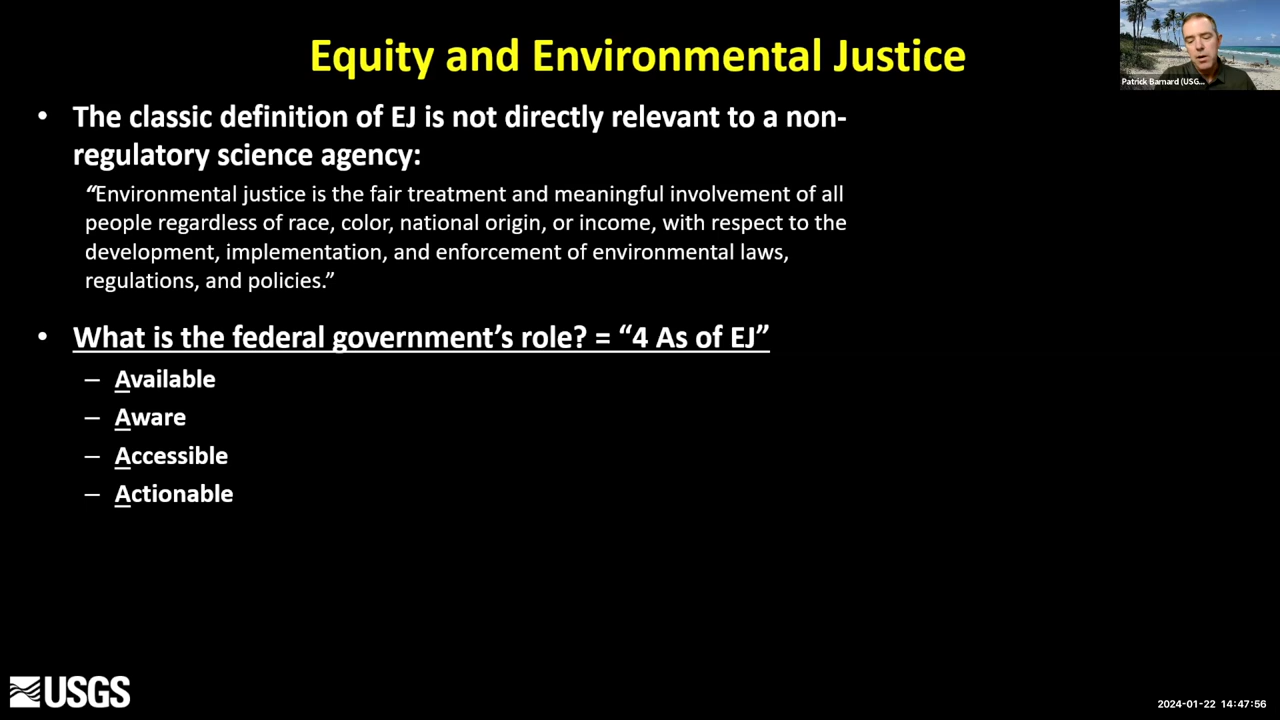 Equity and Environmental Justice
Patrick Barnard (USG...
• The classic definition of EJ is not directly relevant to a non-
regulatory science agency:
“Environmental justice is the fair treatment and meaningful involvement of all
people regardless of race, color, national origin, or income, with respect to the
development, implementation, and enforcement of environmental laws,
regulations, and policies.”
• What is the federal government’s role? = “4 As of EJ”
– Available
– Aware
– Accessible
– Actionable
USGS
2024-01-22 14:47:56